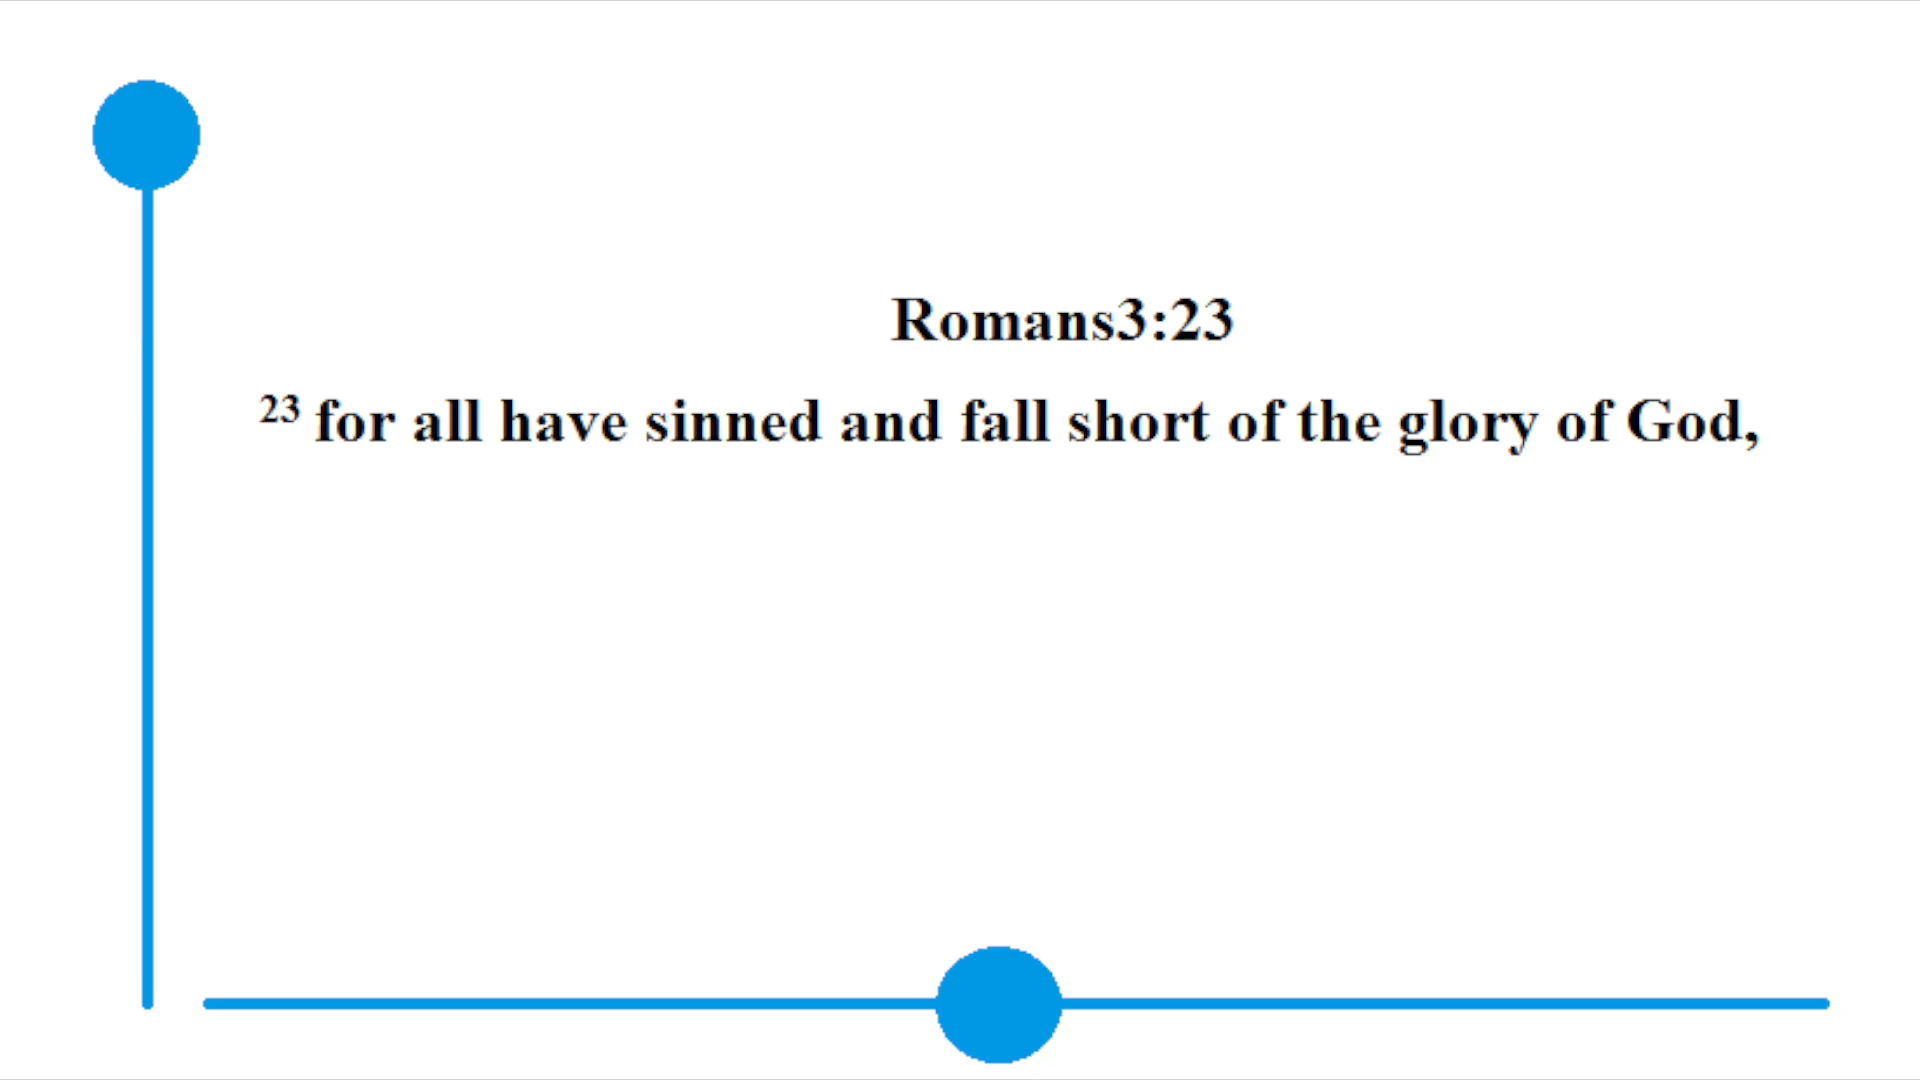 Romans3:23
23 for all have sinned and fall short of the glory of God,